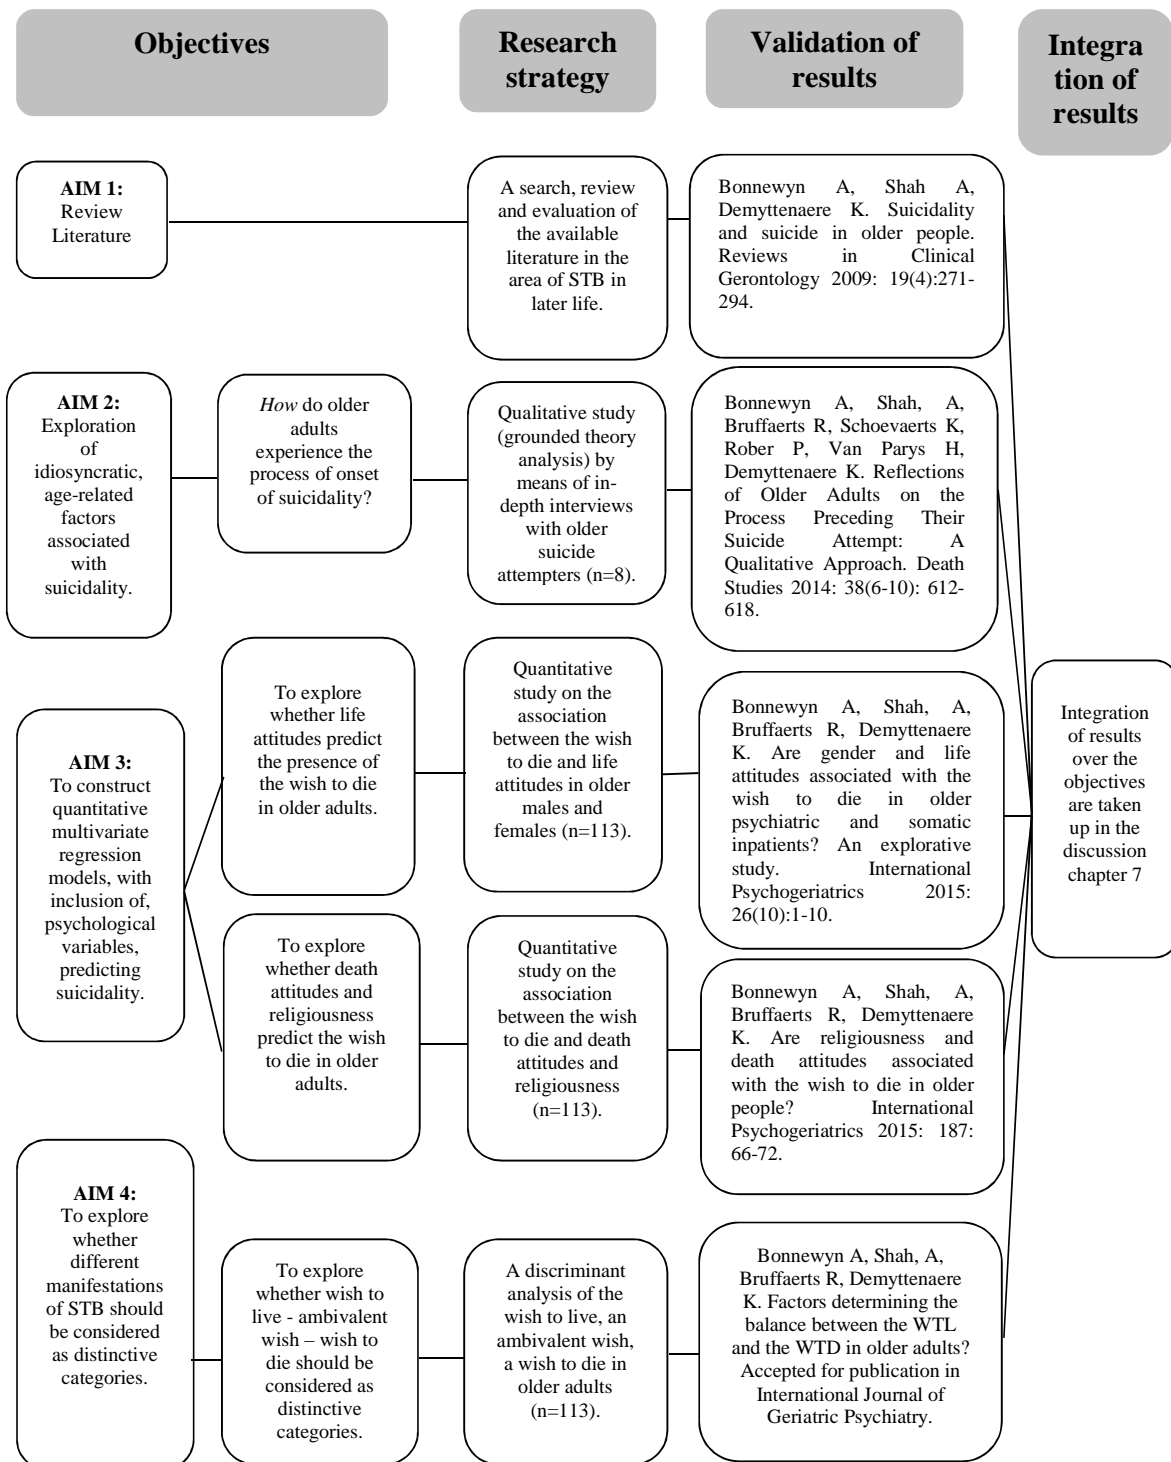 Objectives
Research
strategy
Validation of
results
Integra
tion of
results
AIM 1:
Review
Literature
A search, review
and evaluation of
the available
literature in the
area of STB in
later life.
Bonnewyn A, Shah A,
Demyttenaere K. Suicidality
and suicide in older people.
Reviews in Clinical
Gerontology 2009: 19(4):271-
294.
AIM 2:
Exploration
of
idiosyncratic,
age-related
factors
associated
with
suicidality.
How do older
adults
experience the
process of onset
of suicidality?
Qualitative study
(grounded theory
analysis) by
means of in-
depth interviews
with older
suicide
attempters (n=8).
Bonnewyn A, Shah, A,
Bruffaerts R, Schoevaerts K,
Rober P, Van Parys H,
Demyttenaere K. Reflections
of Older Adults on the
Process Preceding Their
Suicide Attempt: A
Qualitative Approach. Death
Studies 2014: 38(6-10): 612-
618.
AIM 3:
To construct
quantitative
multivariate
regression
models, with
inclusion of,
psychological
variables,
predicting
suicidality.
To explore
whether life
attitudes predict
the presence of
the wish to die
in older adults.
Quantitative
study on the
association
between the wish
to die and life
attitudes in older
males and
females (n=113).
Bonnewyn A, Shah, A,
Bruffaerts R, Demyttenaere
K. Are gender and life
attitudes associated with the
wish to die in older
psychiatric and somatic
inpatients? An explorative
study. International
Psychogeriatrics 2015:
26(10):1-10.
To explore
whether death
attitudes and
religiousness
predict the wish
to die in older
adults.
Quantitative
study on the
association
between the wish
to die and death
attitudes and
religiousness
(n=113).
Bonnewyn A, Shah, A,
Bruffaerts R, Demyttenaere
K. Are religiousness and
death attitudes associated
with the wish to die in older
people? International
Psychogeriatrics 2015: 187:
66-72.
AIM 4:
To explore
whether
different
manifestations
of STB should
be considered
as distinctive
categories.
To explore
whether wish to
live - ambivalent
wish – wish to
die should be
considered as
distinctive
categories.
A discriminant
analysis of the
wish to live, an
ambivalent wish,
a wish to die in
older adults
(n=113).
Bonnewyn A, Shah, A,
Bruffaerts R, Demyttenaere
K. Factors determining the
balance between the WTL
and the WTD in older adults?
Accepted for publication in
International Journal of
Geriatric Psychiatry.
Integration
of results
over the
objectives
are taken
up in the
discussion
chapter 7